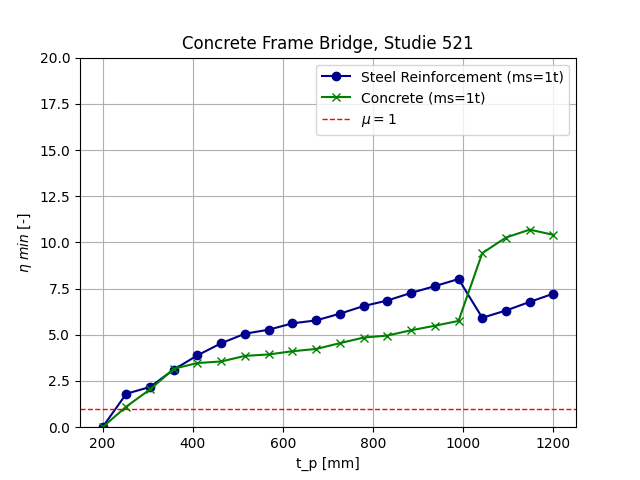 Concrete Frame Bridge, Studie 521
20.0
17.5
15.0
12.5
10.0
7.5
5.0
2.5
0.0
η min [-]
Steel Reinforcement (ms=1t)
Concrete (ms=1t)
μ = 1
200 400 600 800 1000 1200
t_p [mm]